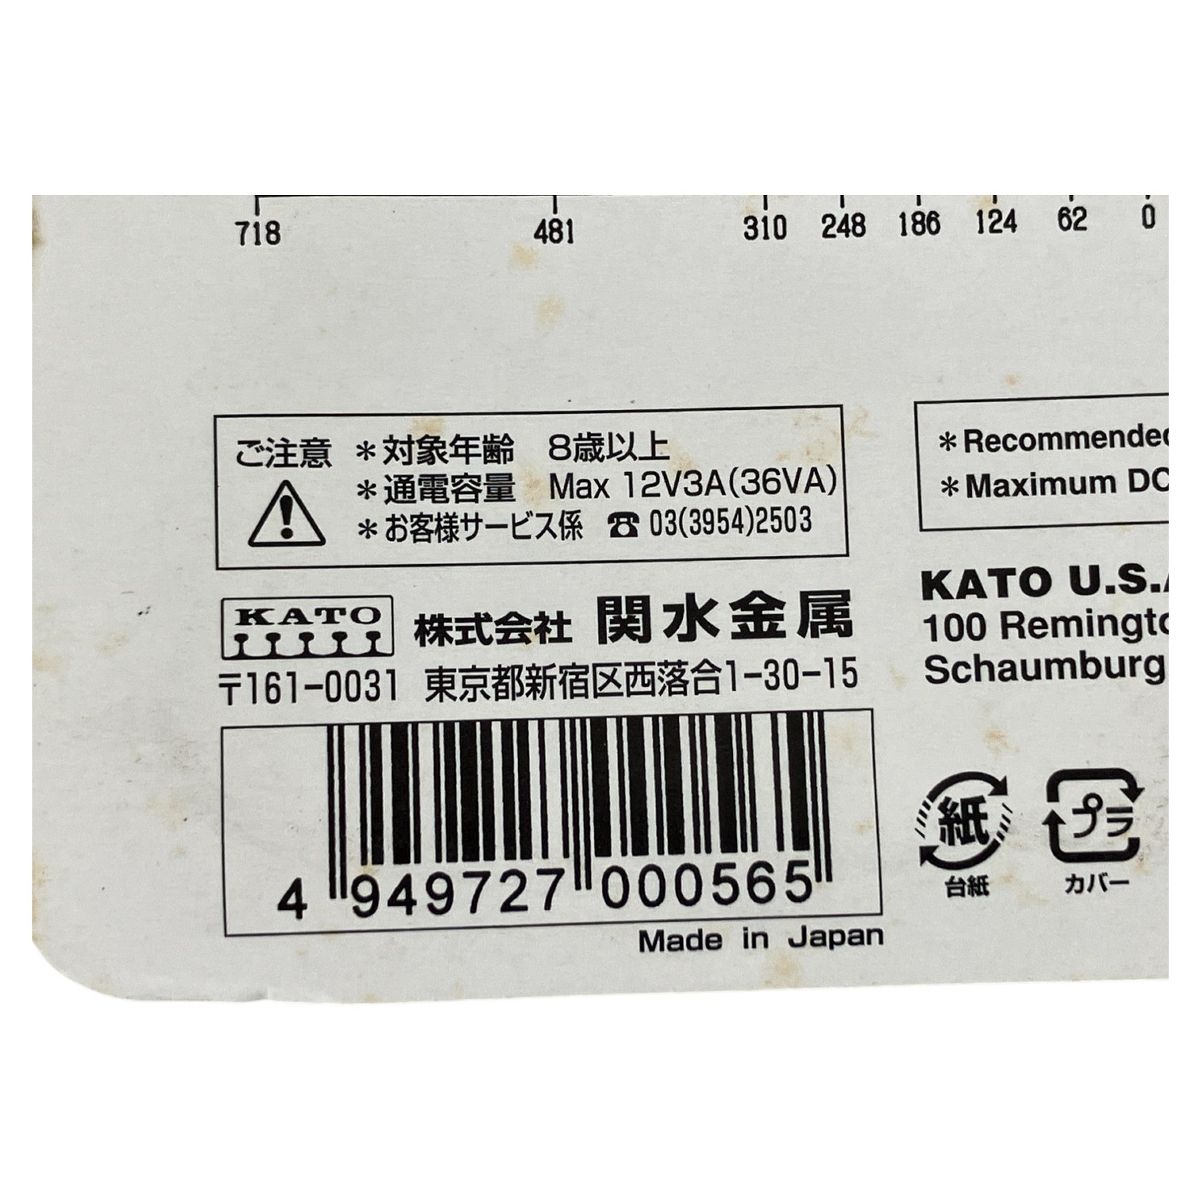 718 481 310 248 186 124 62 0
ご注意 ＊対象年齢 8歳以上
＊通電容量 Max 12V3A(36VA)
＊お客様サービス係 ☎ 03(3954)2503
＊Recommended
＊Maximum DC
KATO 株式会社 関水金属
〒161-0031 東京都新宿区西落合1-30-15
KATO U.S.A
100 Remingto
Schaumburg
4 949727 000565
Made in Japan
紙
台紙
プラ
カバー